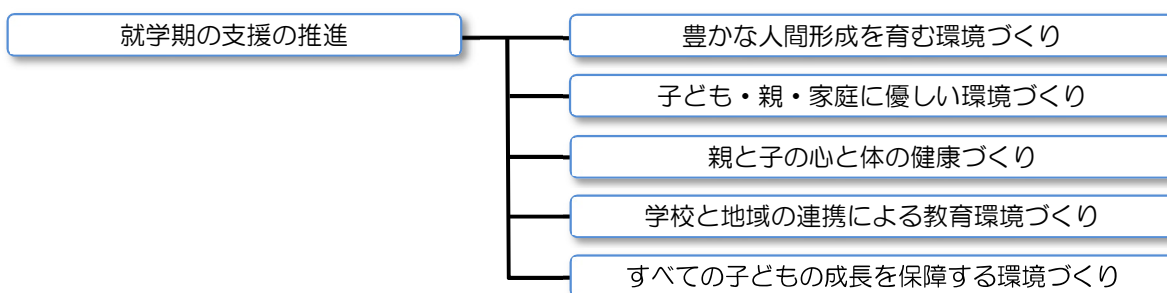 就学期の支援の推進
豊かな人間形成を育む環境づくり
子ども・親・家庭に優しい環境づくり
親と子の心と体の健康づくり
学校と地域の連携による教育環境づくり
すべての子どもの成長を保障する環境づくり